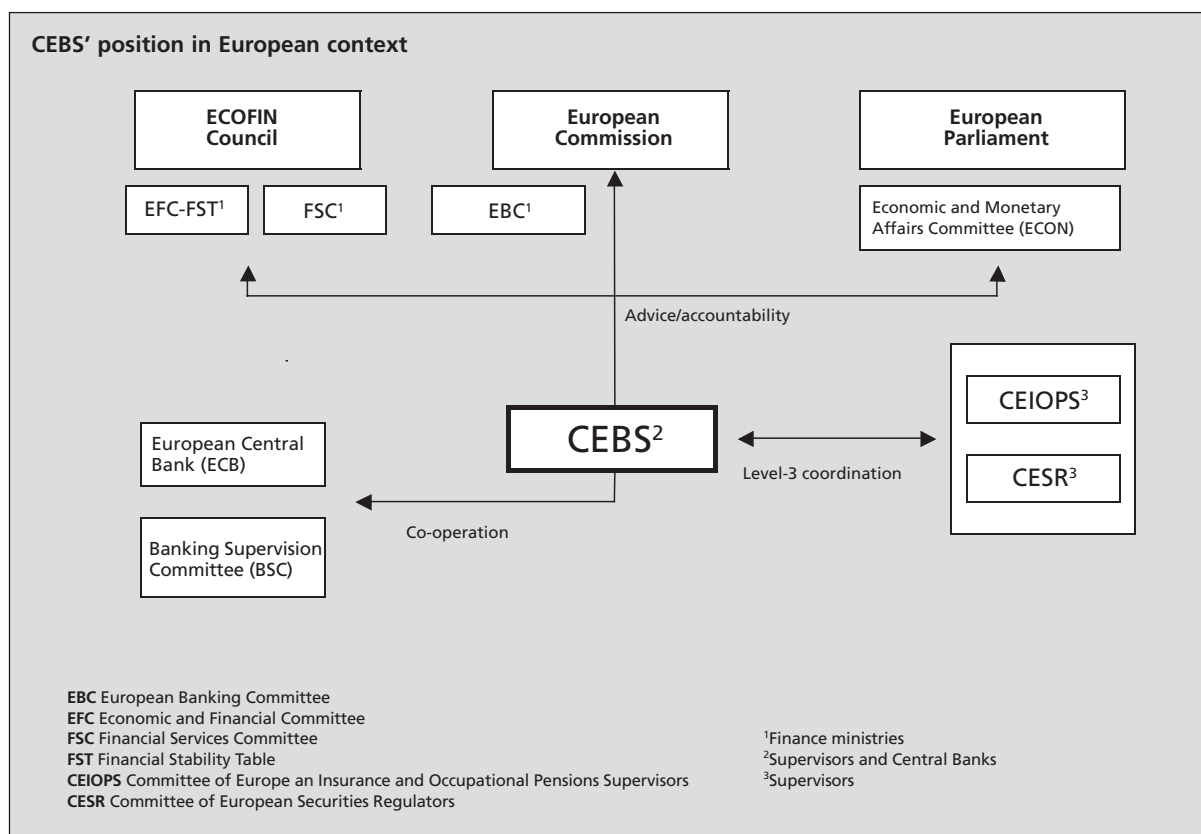 CEBS’ position in European context
ECOFIN
Council
European
Commission
European
Parliament
EFC-FST¹
FSC¹
EBC¹
Economic and Monetary
Affairs Committee (ECON)
Advice/accountability
CEIOPS³
CEBS²
European Central
Bank (ECB)
Level-3 coordination
CESR³
Co-operation
Banking Supervision
Committee (BSC)
EBC European Banking Committee
EFC Economic and Financial Committee
FSC Financial Services Committee
FST Financial Stability Table
CEIOPS Committee of Europe an Insurance and Occupational Pensions Supervisors
CESR Committee of European Securities Regulators
¹Finance ministries
²Supervisors and Central Banks
³Supervisors